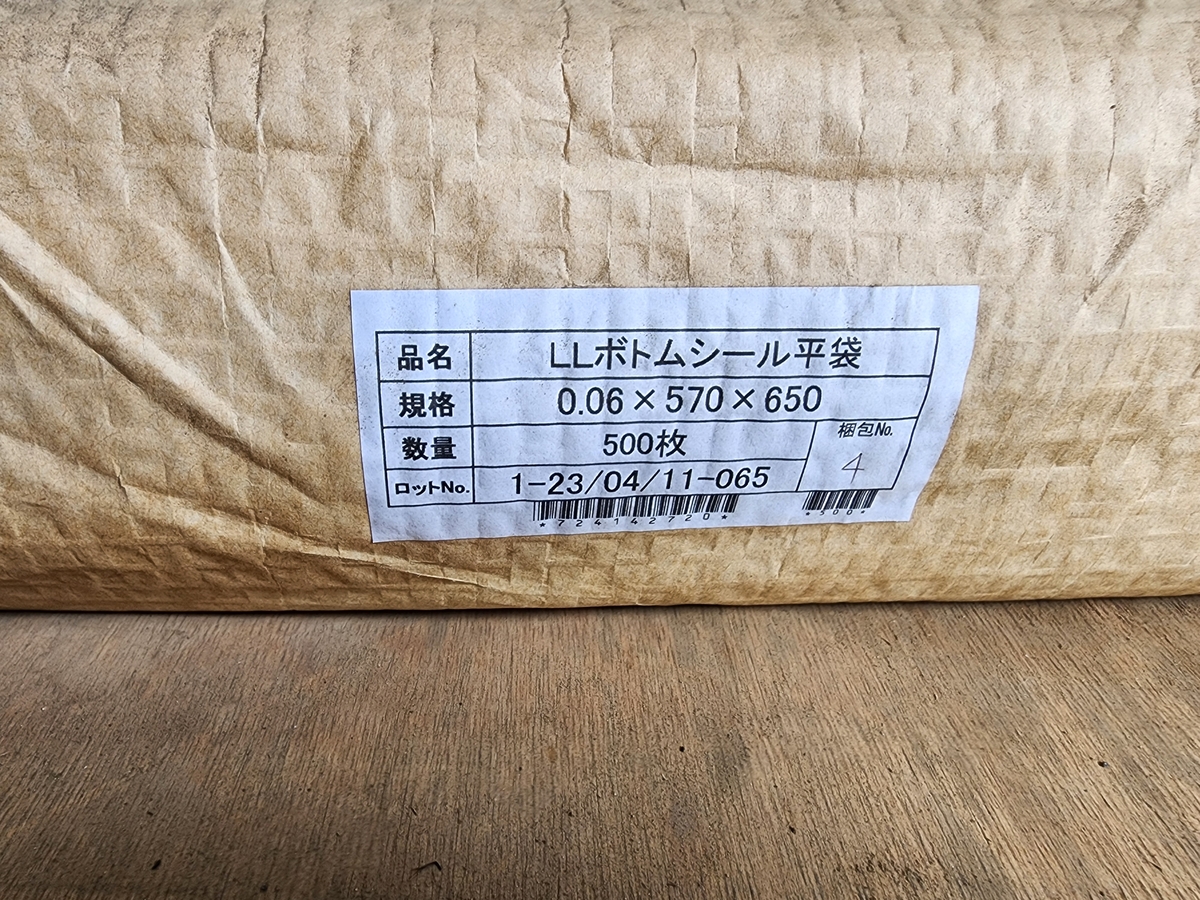 品名 LLボトムシール平袋
規格 0.06×570×650
数量 500枚 梱包No.
4
ロットNo. 1-23/04/11-065
*724142720* *500*